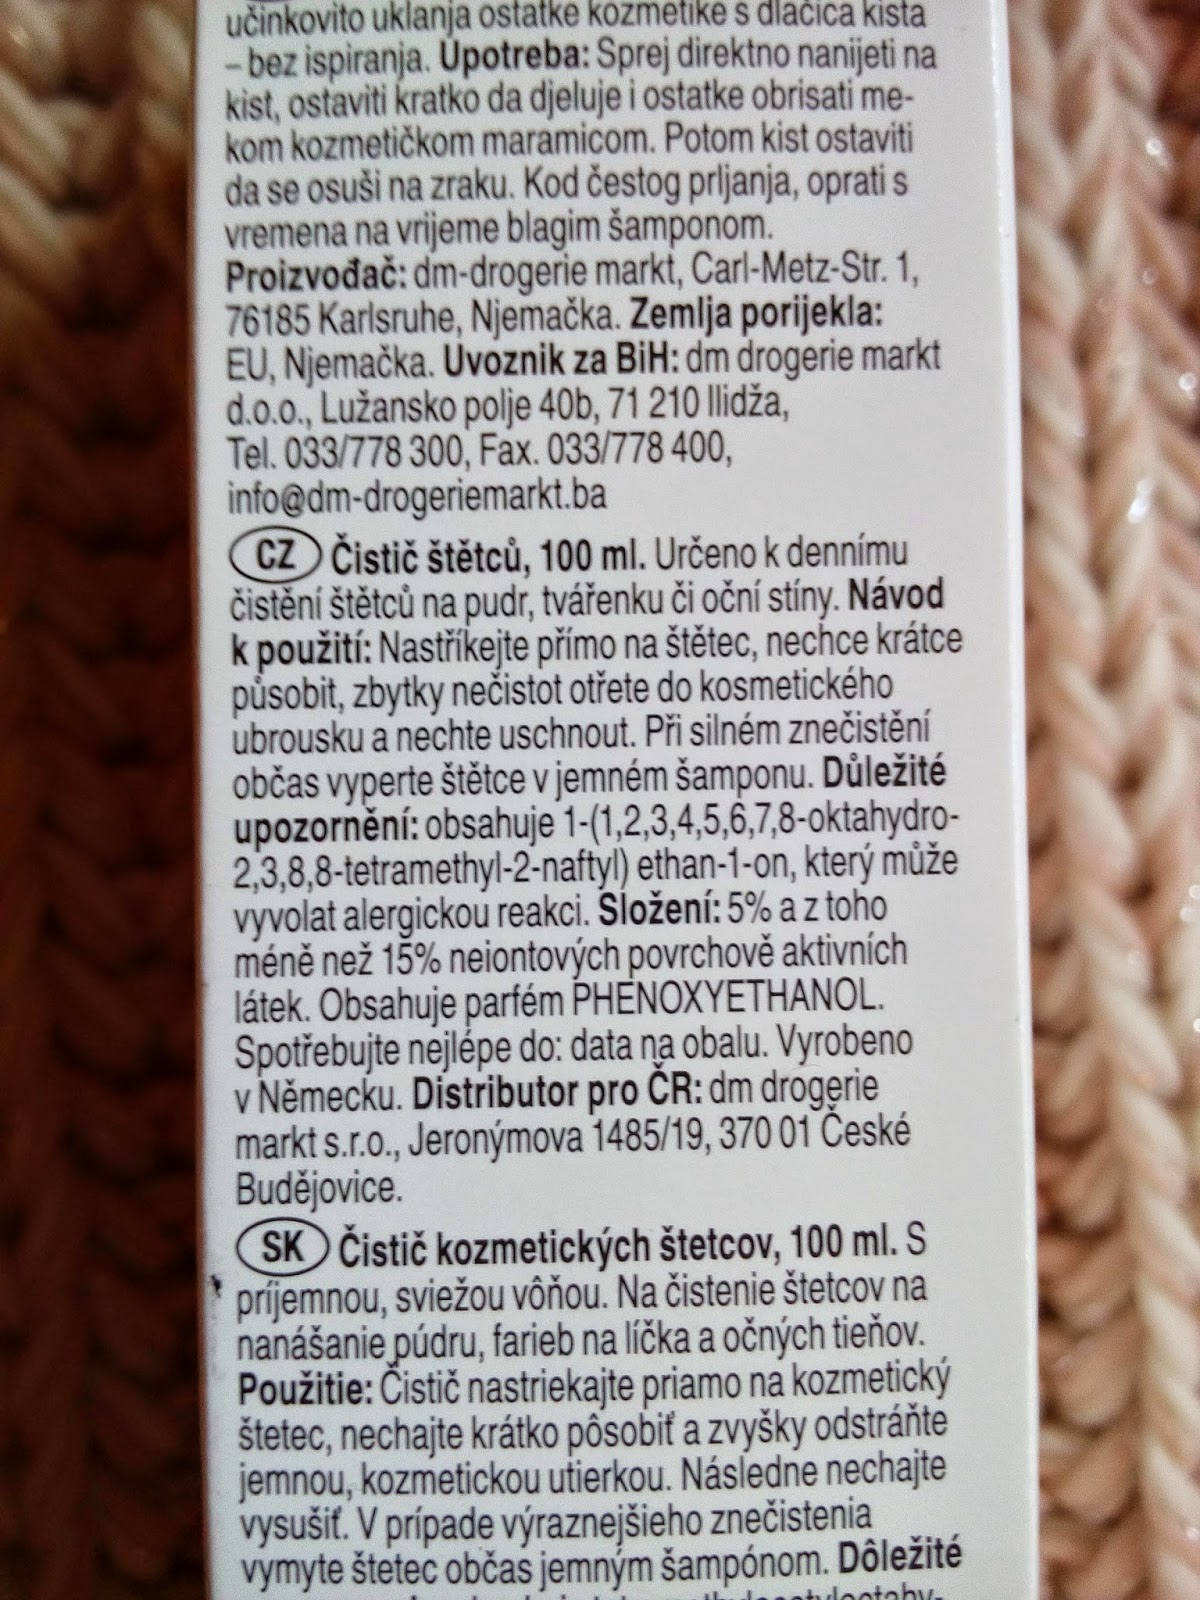 učinkovito uklanja ostatke kozmetike s dlačica kista
– bez ispiranja. Upotreba: Sprej direktno nanijeti na
kist, ostaviti kratko da djeluje i ostatke obrisati me-
kom kozmetičkom maramicom. Potom kist ostaviti
da se osuši na zraku. Kod čestog prljanja, oprati s
vremena na vrijeme blagim šamponom.
Proizvođač: dm-drogerie markt, Carl-Metz-Str. 1,
76185 Karlsruhe, Njemačka. Zemlja porijekla:
EU, Njemačka. Uvoznik za BiH: dm drogerie markt
d.o.o., Lužansko polje 40b, 71 210 Ilidža,
Tel. 033/778 300, Fax. 033/778 400,
info@dm-drogeriemarkt.ba
CZ Čistič štětců, 100 ml. Určeno k dennímu
čistění štětců na pudr, tvářenku či oční stíny. Návod
k použití: Nastříkejte přímo na štětec, nechce krátce
působit, zbytky nečistot otřete do kosmetického
ubrousku a nechte uschnout. Při silném znečistění
občas vyperte štětce v jemném šamponu. Důležité
upozornění: obsahuje 1-(1,2,3,4,5,6,7,8-oktahydro-
2,3,8,8-tetramethyl-2-naftyl) ethan-1-on, který může
vyvolat alergickou reakci. Složení: 5% a z toho
méně než 15% neiontových povrchově aktivních
látek. Obsahuje parfém PHENOXYETHANOL.
Spotřebujte nejlépe do: data na obalu. Vyrobeno
v Německu. Distributor pro ČR: dm drogerie
markt s.r.o., Jeronýmova 1485/19, 370 01 České
Budějovice.
SK Čistič kozmetických štetcov, 100 ml. S
príjemnou, sviežou vôňou. Na čistenie štetcov na
nanášanie púdru, farieb na líčka a očných tieňov.
Použitie: Čistič nastriekajte priamo na kozmetický
štetec, nechajte krátko pôsobiť a zvyšky odstráňte
jemnou, kozmetickou utierkou. Následne nechajte
vysušiť. V prípade výraznejšieho znečistenia
vymyte štetec občas jemným šampónom. Dôležité